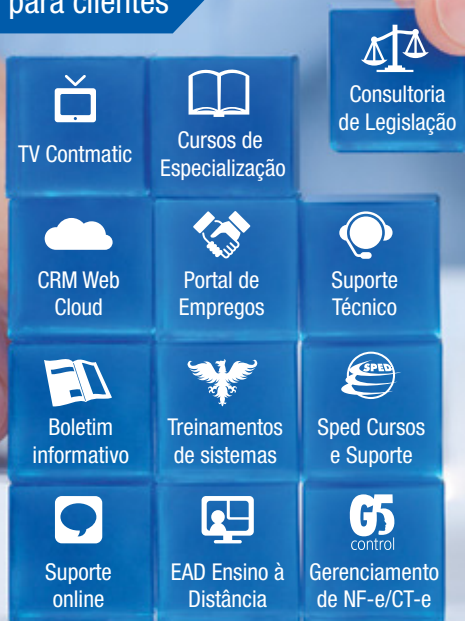 para clientes
Consultoria
de Legislação
TV Contmatic
Cursos de
Especialização
CRM Web
Cloud
Portal de
Empregos
Suporte
Técnico
Boletim
informativo
Treinamentos
de sistemas
SPED
Sped Cursos
e Suporte
Suporte
online
EAD Ensino à
Distância
G5
control
Gerenciamento
de NF-e/CT-e